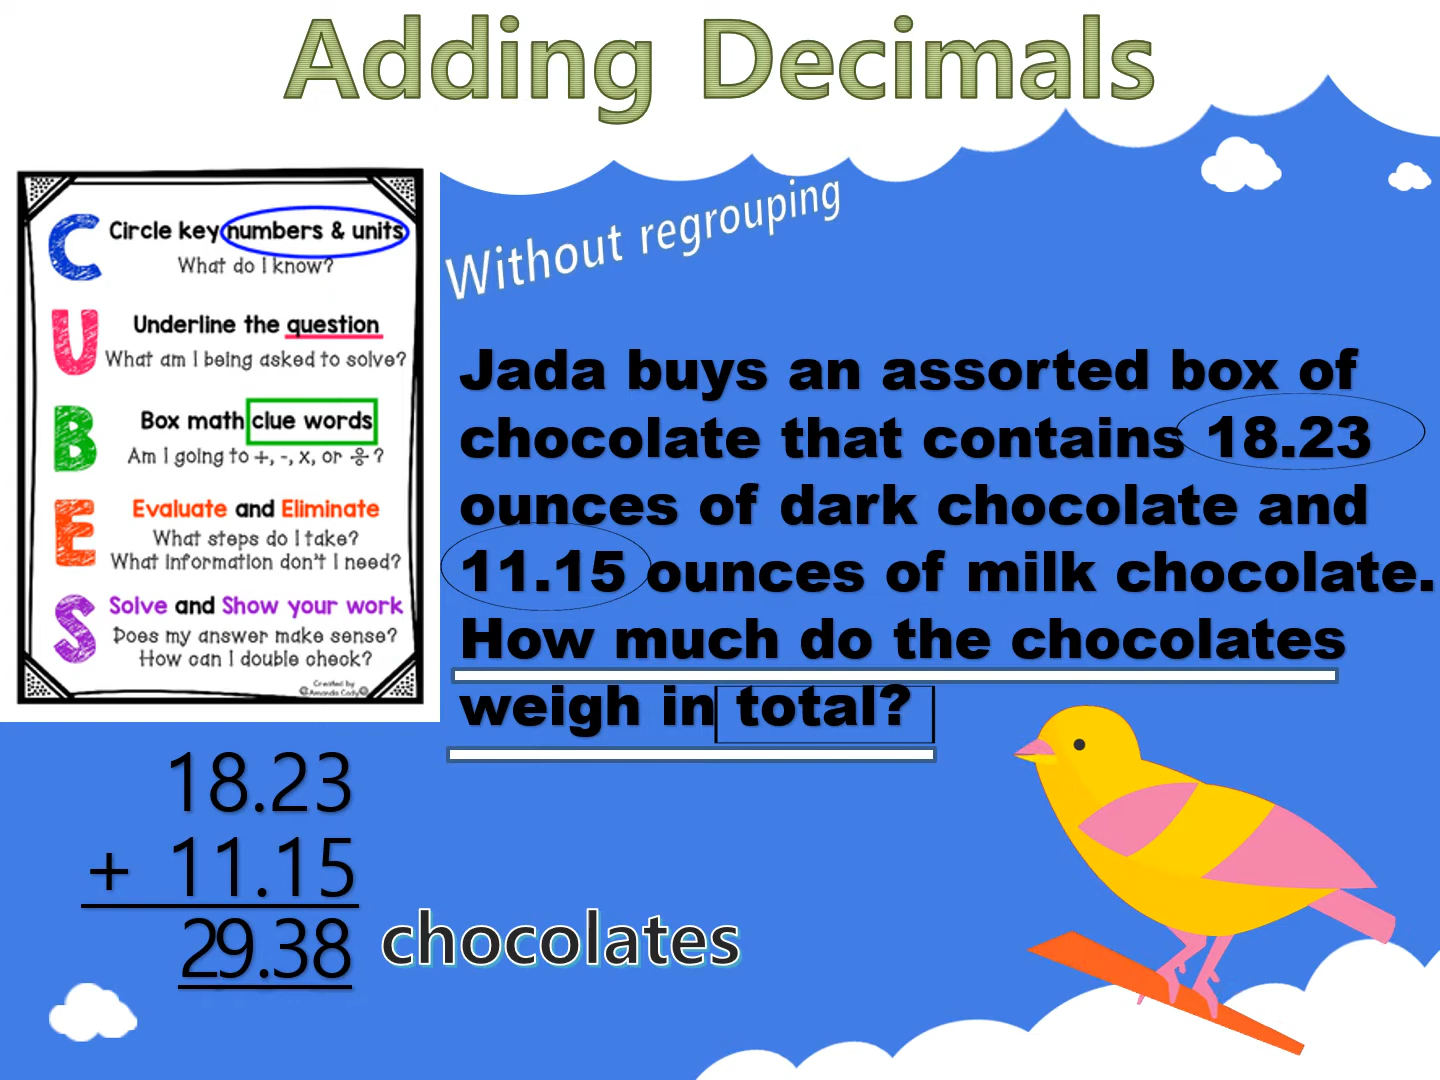 Adding Decimals
Without regrouping
C
Circle key numbers & units
What do I know?
U
Underline the question
What am I being asked to solve?
B
Box math clue words
Am I going to +, -, x, or ÷ ?
E
Evaluate and Eliminate
What steps do I take?
What information don't I need?
S
Solve and Show your work
Does my answer make sense?
How can I double check?
Created by
©Amanda Cody©
Jada buys an assorted box of
chocolate that contains 18.23
ounces of dark chocolate and
11.15 ounces of milk chocolate.
How much do the chocolates
weigh in total?
18.23
+ 11.15
29.38 chocolates